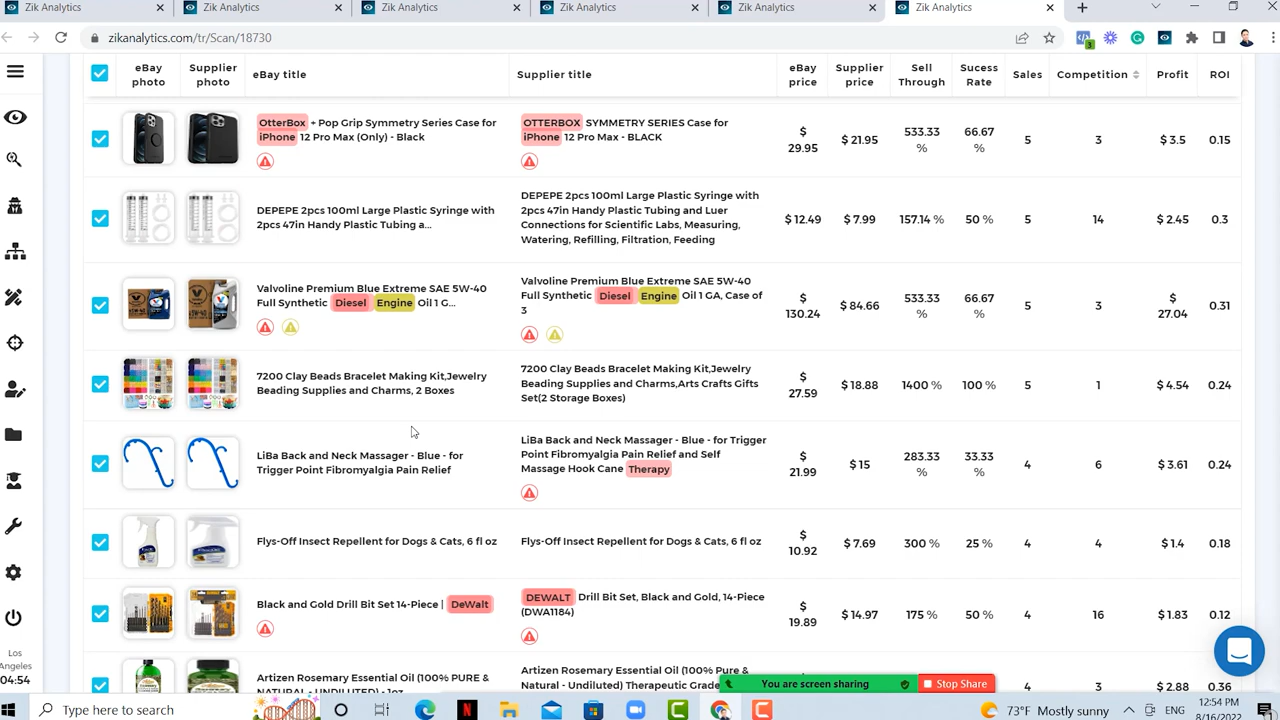 Dashboard
Dashboard
Dashboard
Dashboard
Dashboard
Dashboard
zikanalytics.com/tr/Scan/18730
3
eBay photo Supplier photo eBay title Supplier title eBay price Supplier price Sell Through Sucess Rate Sales Competition Profit ROI
OtterBox + Pop Grip Symmetry Series Case for
iPhone 12 Pro Max (Only) - Black
OTTERBOX SYMMETRY SERIES Case for
iPhone 12 Pro Max - BLACK
$ 29.95 $ 21.95 533.33 % 66.67 % 5 3 $ 3.5 0.15
DEPEPE 2pcs 100ml Large Plastic Syringe with
2pcs 47in Handy Plastic Tubing a...
DEPEPE 2pcs 100ml Large Plastic Syringe with
2pcs 47in Handy Plastic Tubing and Luer
Connections for Scientific Labs, Measuring,
Watering, Refilling, Filtration, Feeding
$ 12.49 $ 7.99 157.14 % 50 % 5 14 $ 2.45 0.3
Valvoline Premium Blue Extreme SAE 5W-40
Full Synthetic Diesel Engine Oil 1 G...
Valvoline Premium Blue Extreme SAE 5W-40
Full Synthetic Diesel Engine Oil 1 GA, Case of
3
$ 130.24 $ 84.66 533.33 % 66.67 % 5 3 $ 27.04 0.31
7200 Clay Beads Bracelet Making Kit,Jewelry
Beading Supplies and Charms, 2 Boxes
7200 Clay Beads Bracelet Making Kit,Jewelry
Beading Supplies and Charms,Arts Crafts Gifts
Set(2 Storage Boxes)
$ 27.59 $ 18.88 1400 % 100 % 5 1 $ 4.54 0.24
LiBa Back and Neck Massager - Blue - for
Trigger Point Fibromyalgia Pain Relief
LiBa Back and Neck Massager - Blue - for Trigger
Point Fibromyalgia Pain Relief and Self
Massage Hook Cane Therapy
$ 21.99 $ 15 283.33 % 33.33 % 4 6 $ 3.61 0.24
Flys-Off Insect Repellent for Dogs & Cats, 6 fl oz
Flys-Off Insect Repellent for Dogs & Cats, 6 fl oz
$ 10.92 $ 7.69 300 % 25 % 4 4 $ 1.4 0.18
Black and Gold Drill Bit Set 14-Piece | DeWalt
DEWALT Drill Bit Set, Black and Gold, 14-Piece
(DWA1184)
$ 19.89 $ 14.97 175 % 50 % 4 16 $ 1.83 0.12
Artizen Rosemary Essential Oil (100% PURE &
NATURAL - UNDILUTED)
Artizen Rosemary Essential Oil (100% Pure &
Natural - Undiluted) Therapeutic Grade
3 $ 2.88 0.36
Los
Angeles
04:54
You are screen sharing Stop Share
Type here to search
73°F Mostly sunny
ENG
12:54 PM